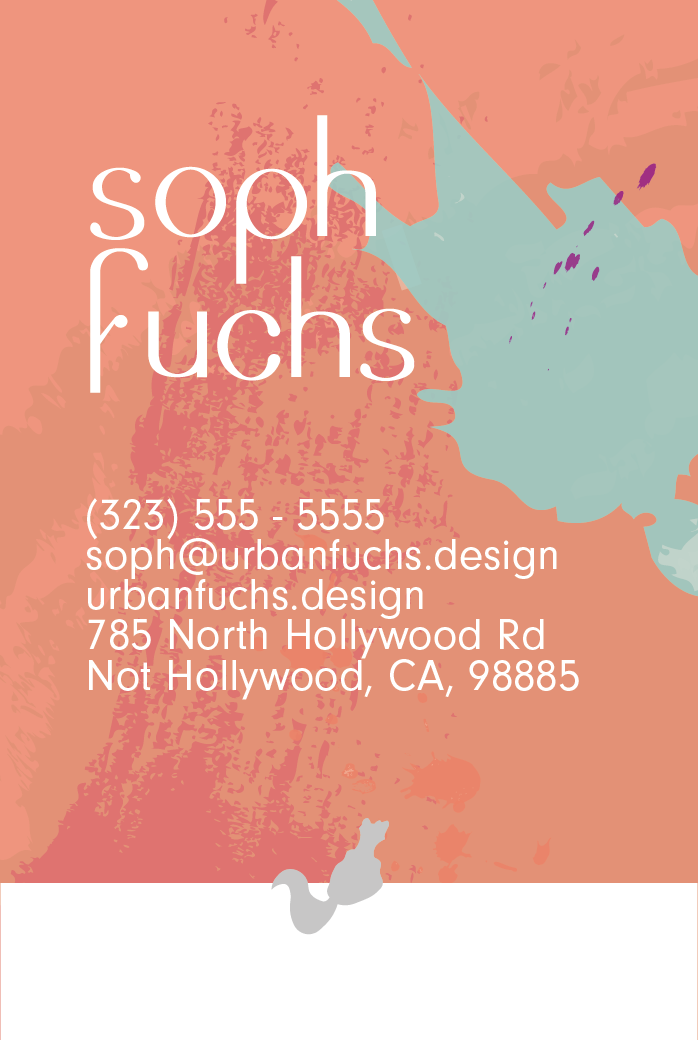 soph
fuchs
(323) 555 - 5555
soph@urbanfuchs.design
urbanfuchs.design
785 North Hollywood Rd
Not Hollywood, CA, 98885